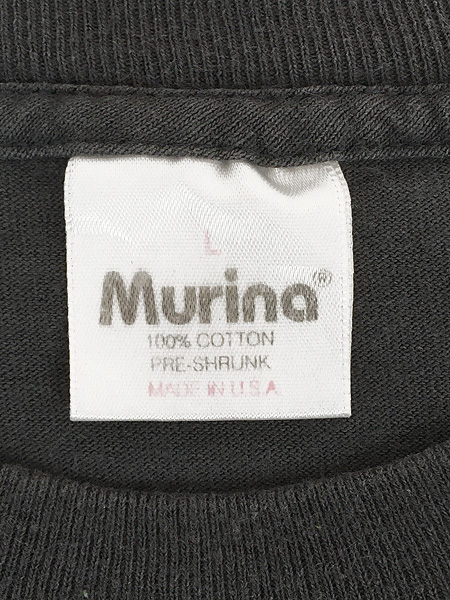 L
Murina®
100% COTTON
PRE-SHRUNK
MADE IN U.S.A.